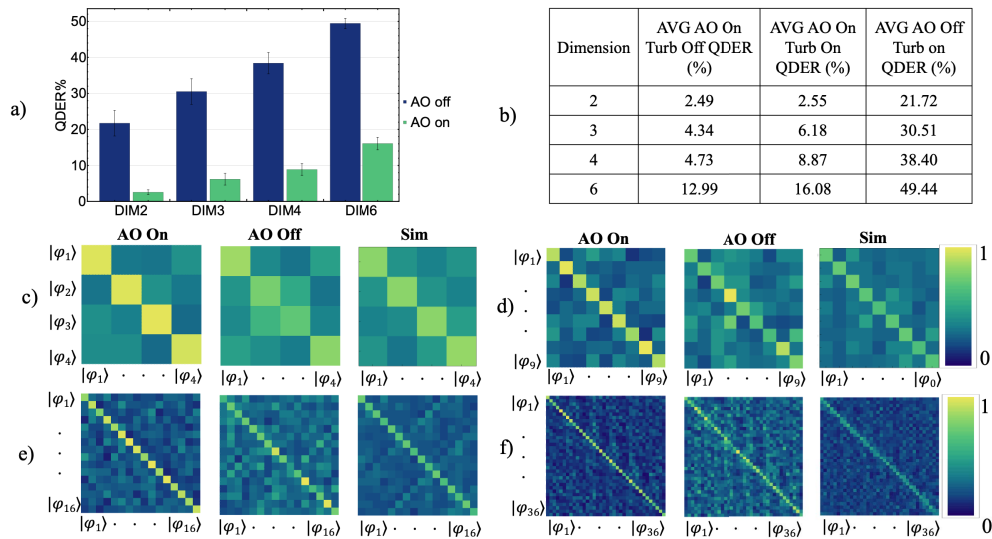 a)
QDER%
50
40
30
20
10
0
DIM2 DIM3 DIM4 DIM6
AO off
AO on
b)
Dimension
AVG AO On
Turb Off QDER
(%)
AVG AO On
Turb On
QDER (%)
AVG AO Off
Turb on
QDER (%)
2 2.49 2.55 21.72
3 4.34 6.18 30.51
4 4.73 8.87 38.40
6 12.99 16.08 49.44
c)
AO On AO Off Sim
|φ₁⟩
|φ₂⟩
|φ₃⟩
|φ₄⟩
|φ₁⟩ · · · |φ₄⟩ |φ₁⟩ · · · |φ₄⟩ |φ₁⟩ · · · |φ₄⟩
d)
AO On AO Off Sim
|φ₁⟩
·
·
·
|φ₉⟩
|φ₁⟩ · · · |φ₉⟩ |φ₁⟩ · · · |φ₉⟩ |φ₁⟩ · · · |φ₀⟩
1
0
e)
|φ₁⟩
·
·
·
|φ₁₆⟩
|φ₁⟩ · · · |φ₁₆⟩ |φ₁⟩ · · · |φ₁₆⟩ |φ₁⟩ · · · |φ₁₆⟩
f)
|φ₁⟩
·
·
·
|φ₃₆⟩
|φ₁⟩ · · · |φ₃₆⟩ |φ₁⟩ · · · |φ₃₆⟩ |φ₁⟩ · · · |φ₃₆⟩
1
0